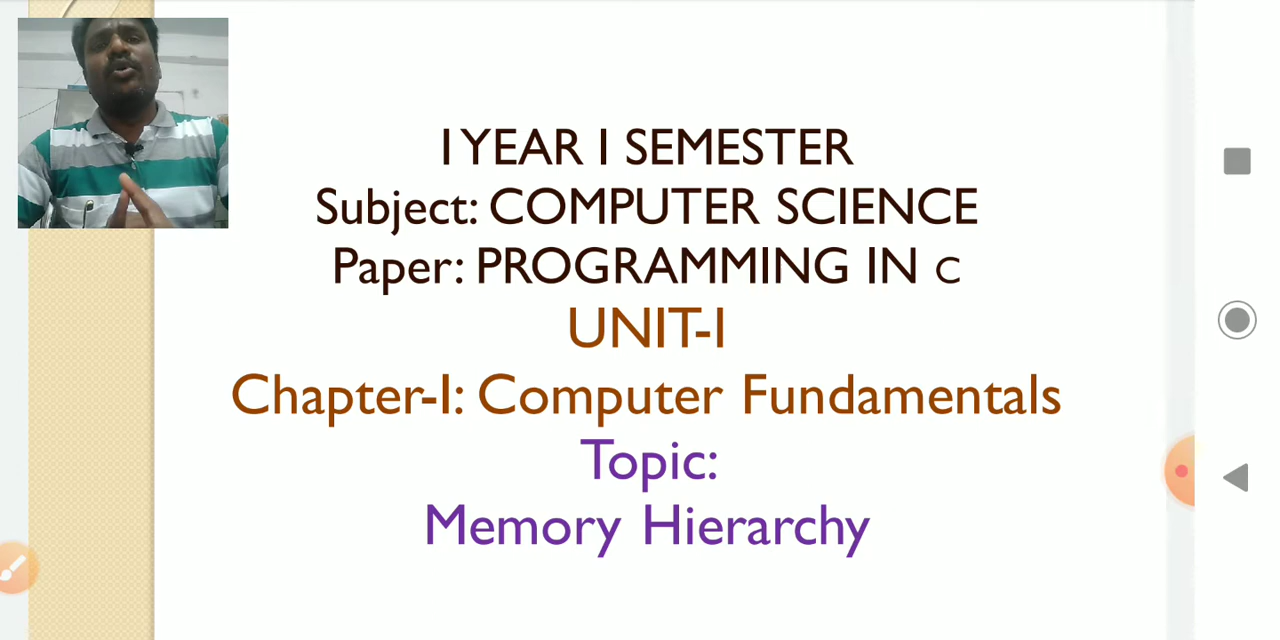 I YEAR I SEMESTER
Subject: COMPUTER SCIENCE
Paper: PROGRAMMING IN C
UNIT-I
Chapter-I: Computer Fundamentals
Topic:
Memory Hierarchy